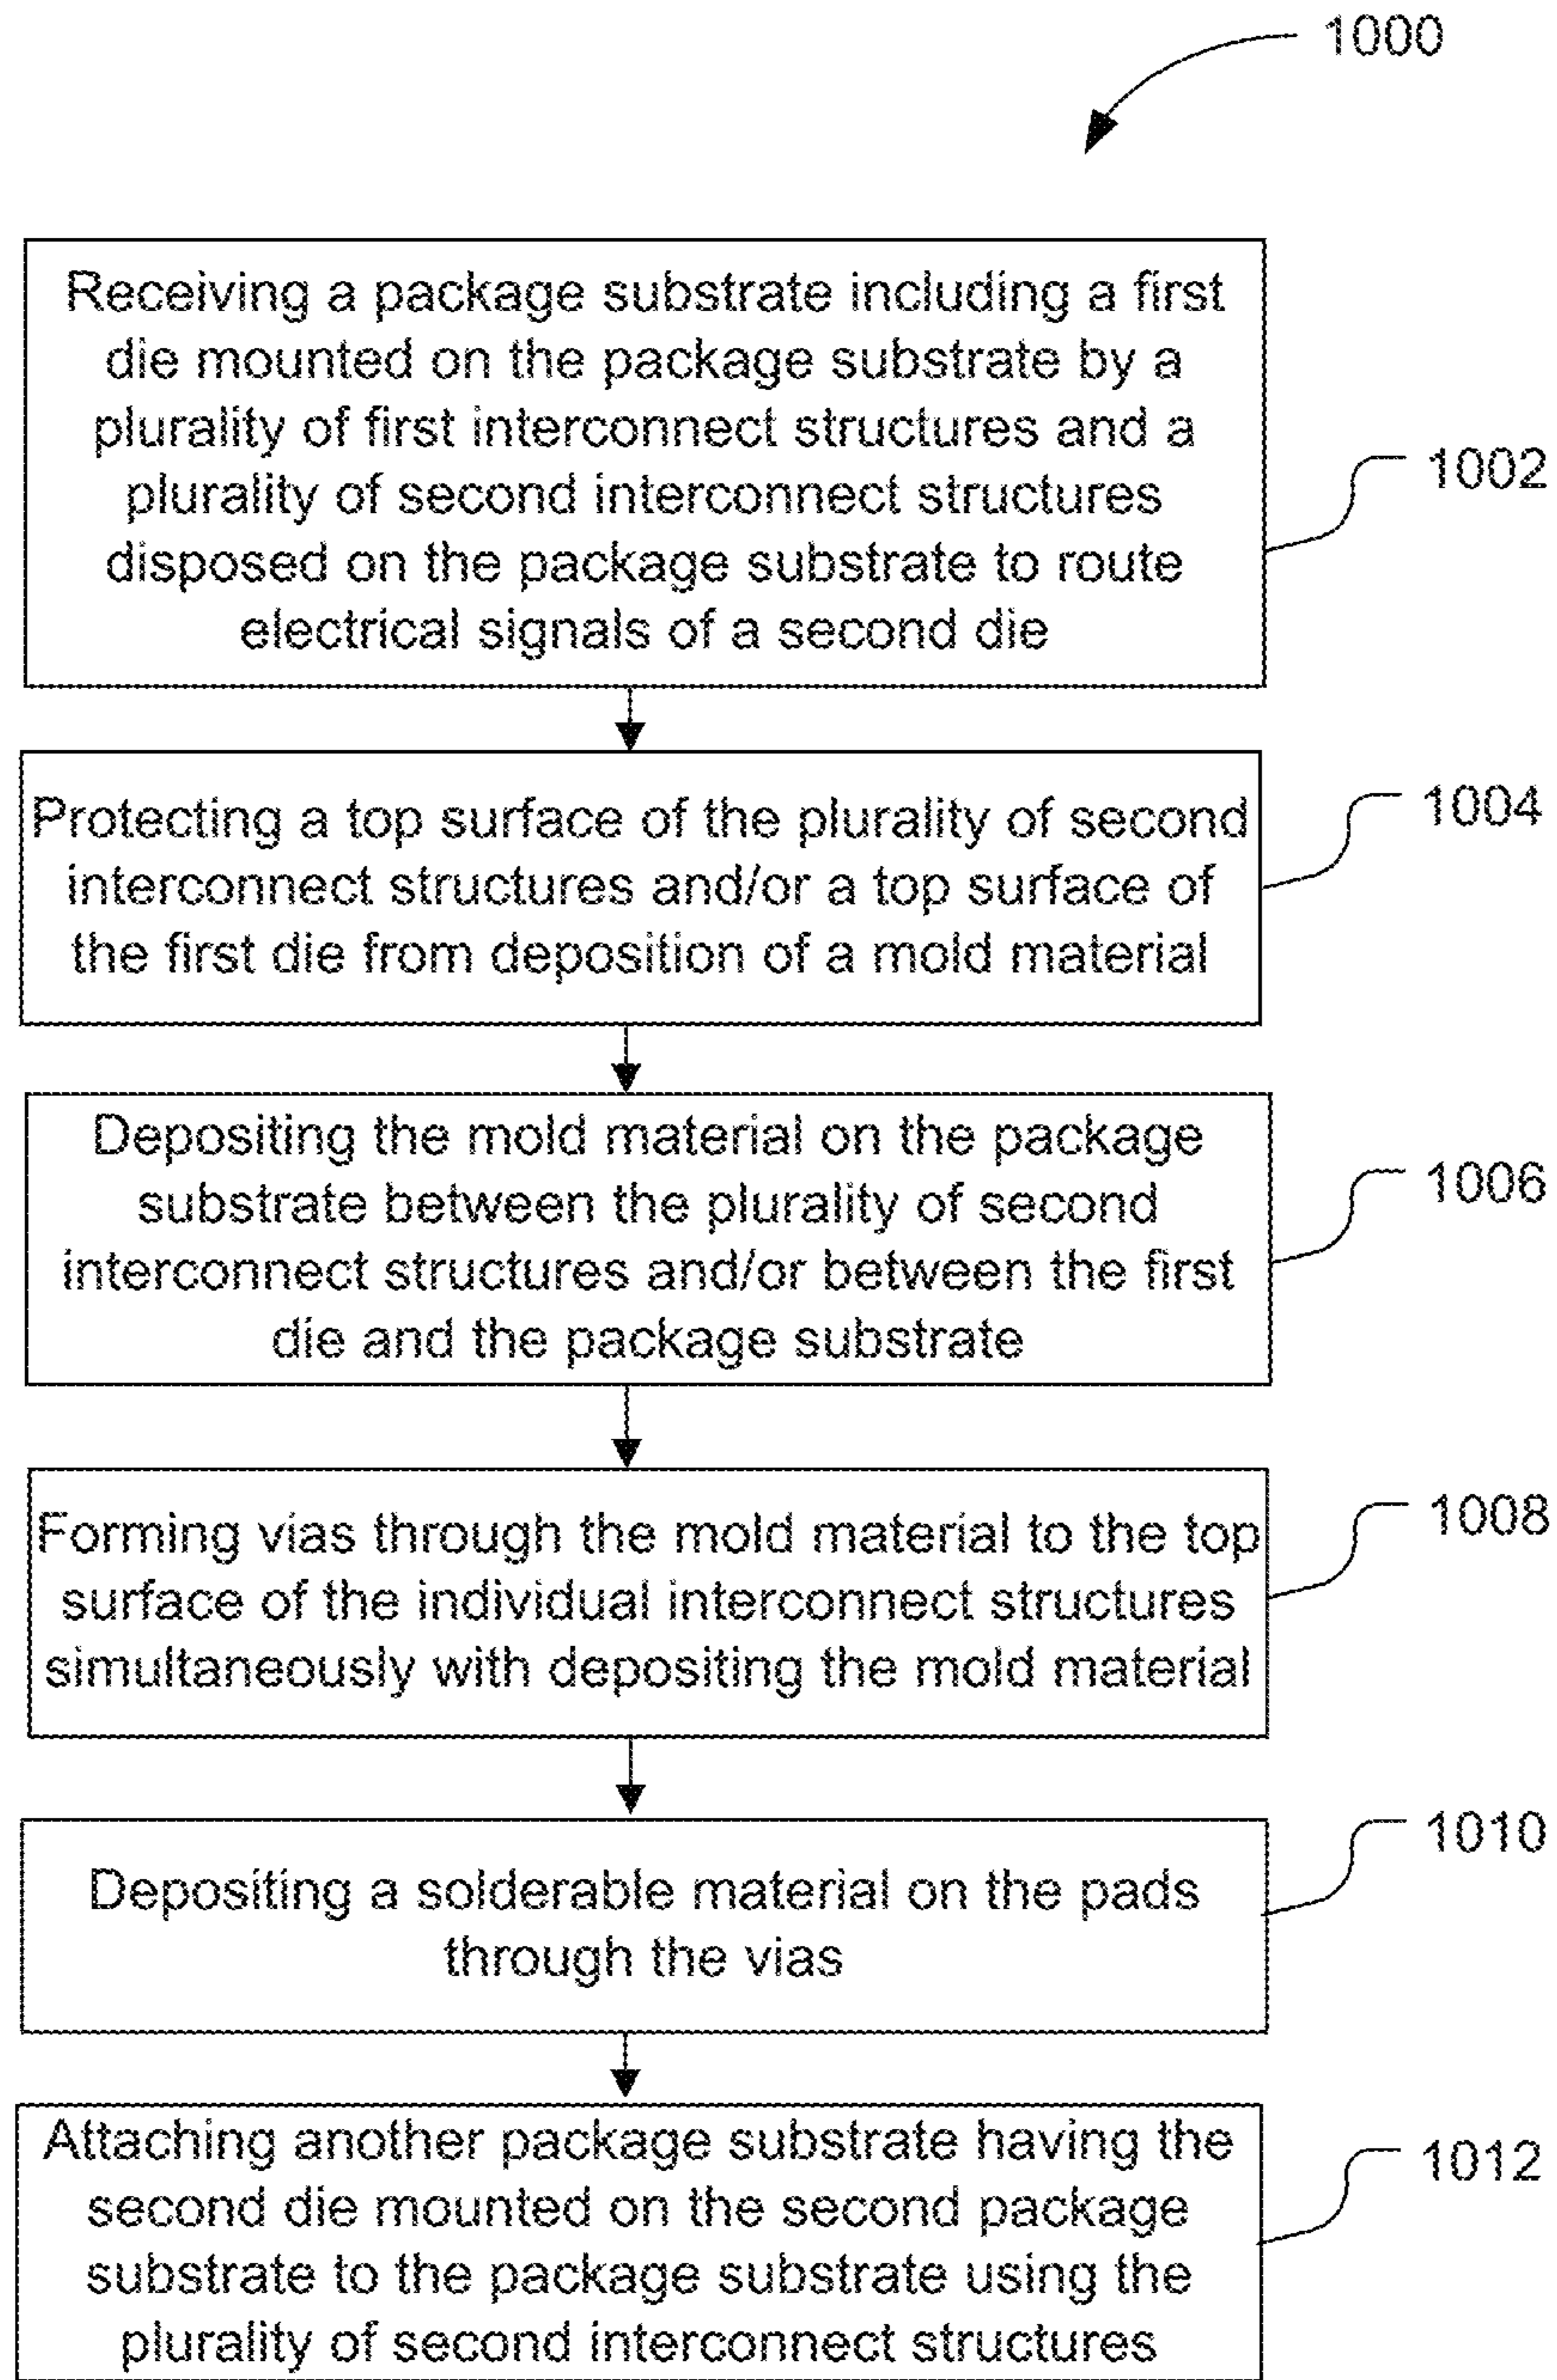 1000
Receiving a package substrate including a first
die mounted on the package substrate by a
plurality of first interconnect structures and a
plurality of second interconnect structures
disposed on the package substrate to route
electrical signals of a second die
1002
Protecting a top surface of the plurality of second
interconnect structures and/or a top surface of
the first die from deposition of a mold material
1004
Depositing the mold material on the package
substrate between the plurality of second
interconnect structures and/or between the first
die and the package substrate
1006
Forming vias through the mold material to the top
surface of the individual interconnect structures
simultaneously with depositing the mold material
1008
Depositing a solderable material on the pads
through the vias
1010
Attaching another package substrate having the
second die mounted on the second package
substrate to the package substrate using the
plurality of second interconnect structures
1012